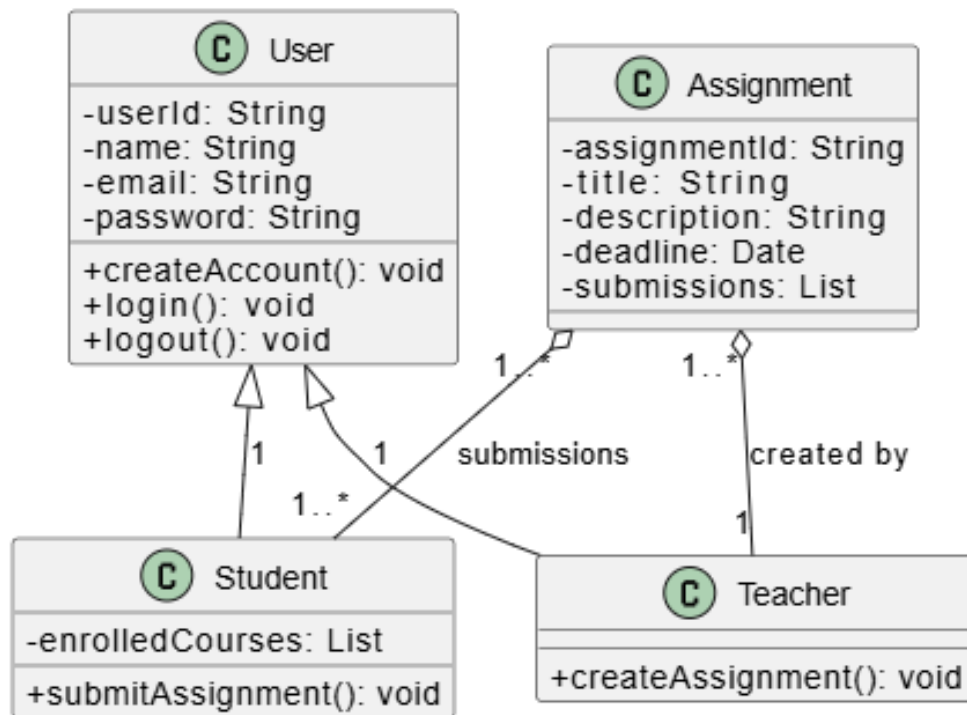 C User
-userId: String
-name: String
-email: String
-password: String
+createAccount(): void
+login(): void
+logout(): void
C Assignment
-assignmentId: String
-title: String
-description: String
-deadline: Date
-submissions: List
1..*
1..*
1
1
submissions
created by
1..*
1
C Student
-enrolledCourses: List
+submitAssignment(): void
C Teacher
+createAssignment(): void